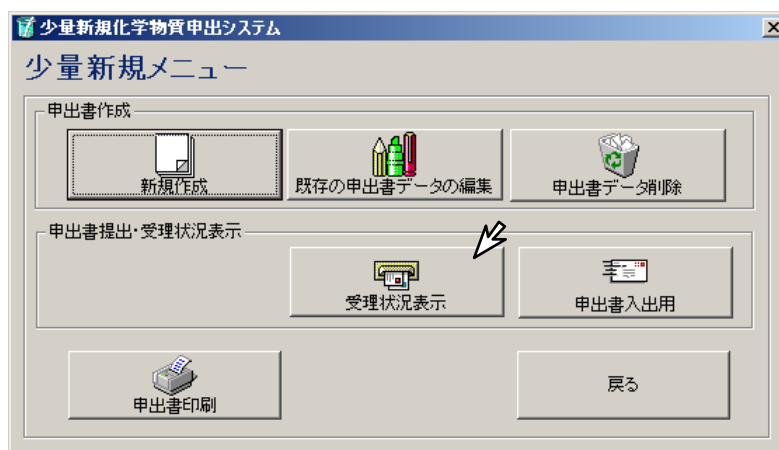 少量新規化学物質申出システム
少量新規メニュー
申出書作成
新規作成
既存の申出書データの編集
申出書データ削除
申出書提出・受理状況表示
受理状況表示
申出書入出用
申出書印刷
戻る